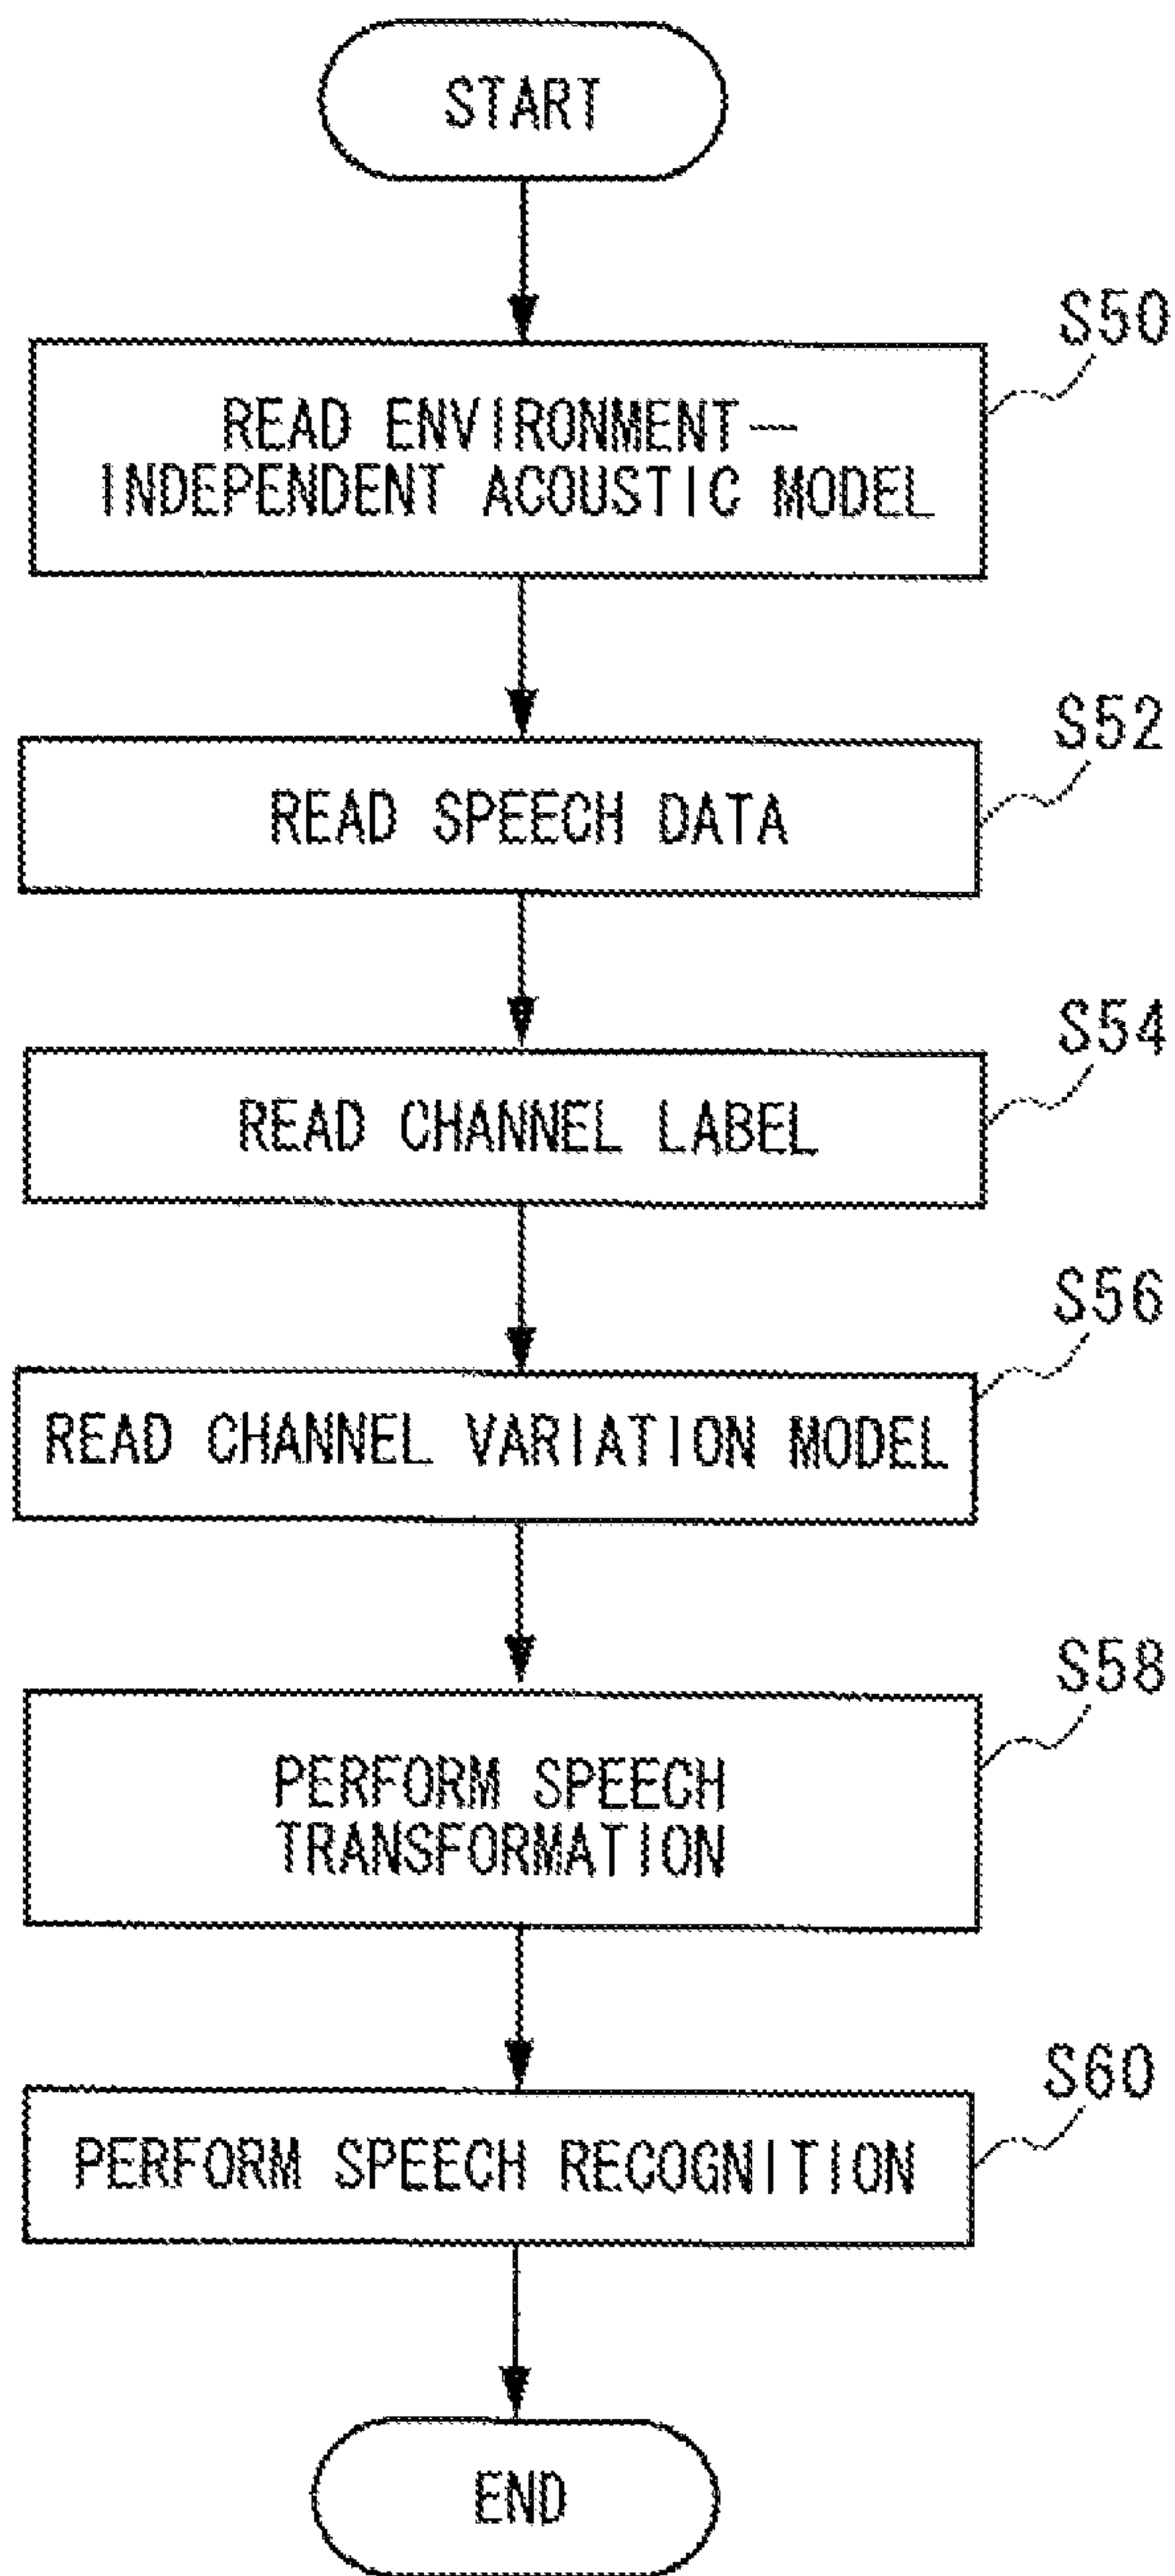 START
S50
READ ENVIRONMENT-
INDEPENDENT ACOUSTIC MODEL
S52
READ SPEECH DATA
S54
READ CHANNEL LABEL
S56
READ CHANNEL VARIATION MODEL
S58
PERFORM SPEECH
TRANSFORMATION
S60
PERFORM SPEECH RECOGNITION
END